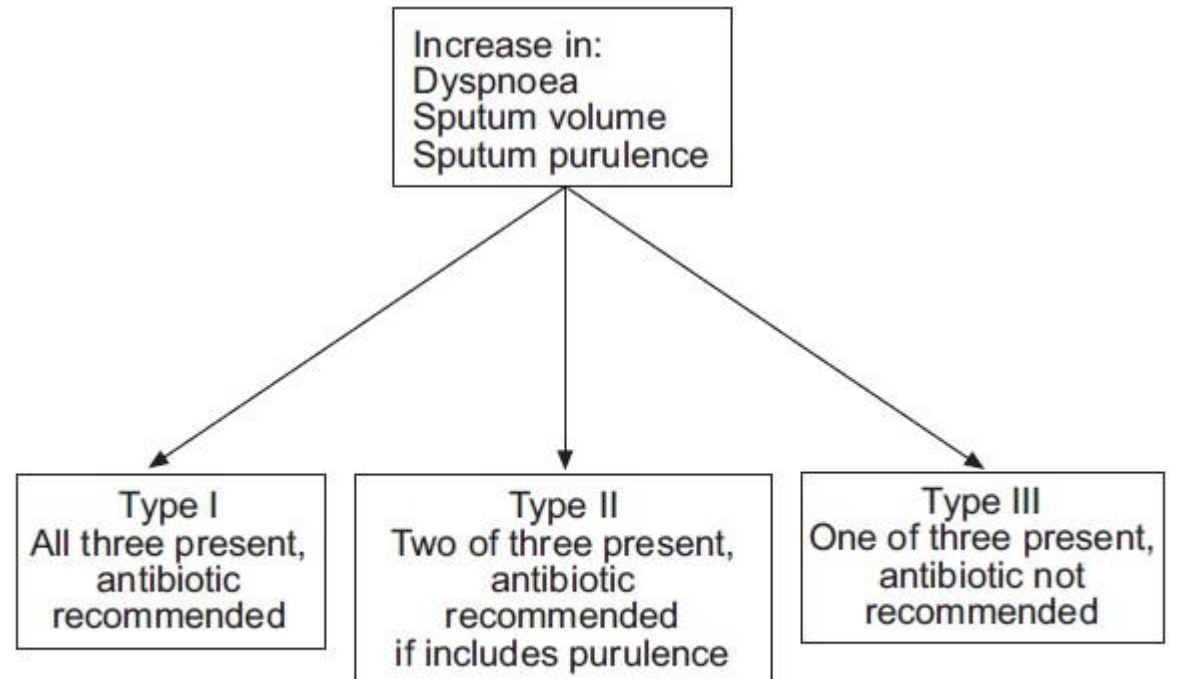 Increase in:
Dyspnoea
Sputum volume
Sputum purulence
Type I
All three present,
antibiotic
recommended
Type II
Two of three present,
antibiotic
recommended
if includes purulence
Type III
One of three present,
antibiotic not
recommended